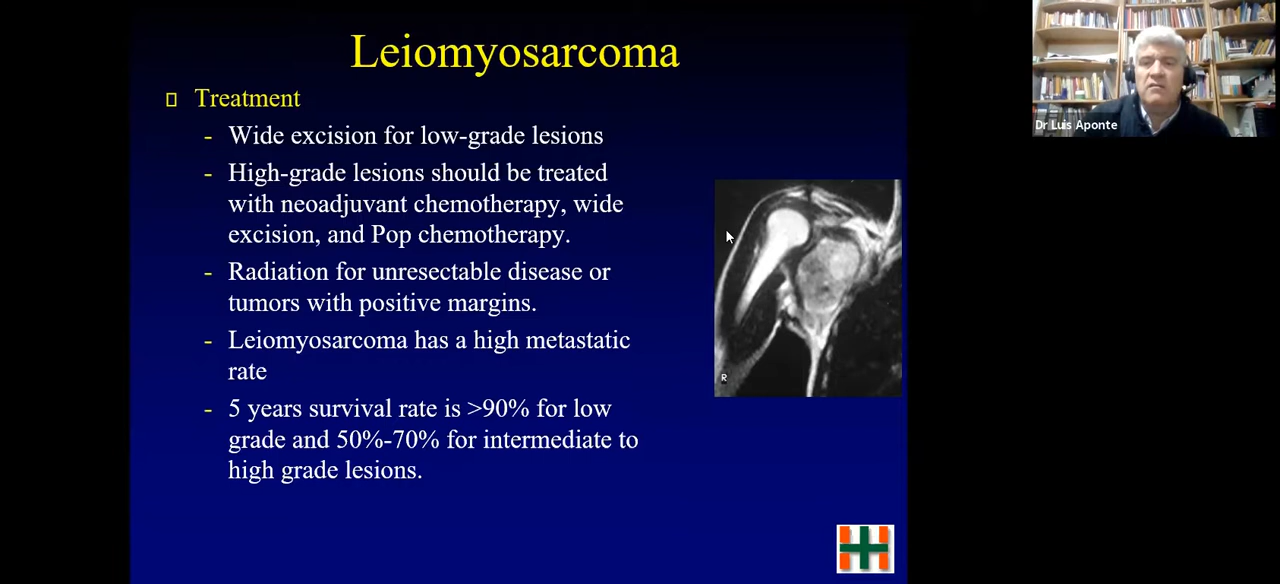 Leiomyosarcoma
Treatment
- Wide excision for low-grade lesions
- High-grade lesions should be treated
with neoadjuvant chemotherapy, wide
excision, and Pop chemotherapy.
- Radiation for unresectable disease or
tumors with positive margins.
- Leiomyosarcoma has a high metastatic
rate
- 5 years survival rate is >90% for low
grade and 50%-70% for intermediate to
high grade lesions.
R
Dr Luis Aponte